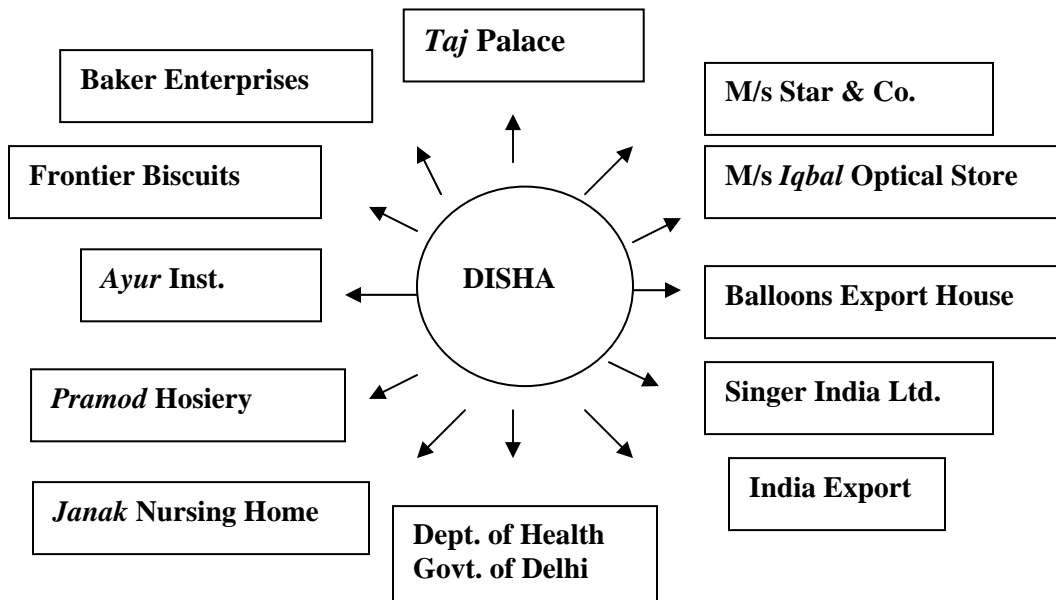 Taj Palace
Baker Enterprises
M/s Star & Co.
Frontier Biscuits
M/s Iqbal Optical Store
Ayur Inst.
DISHA
Balloons Export House
Pramod Hosiery
Singer India Ltd.
Janak Nursing Home
India Export
Dept. of Health
Govt. of Delhi